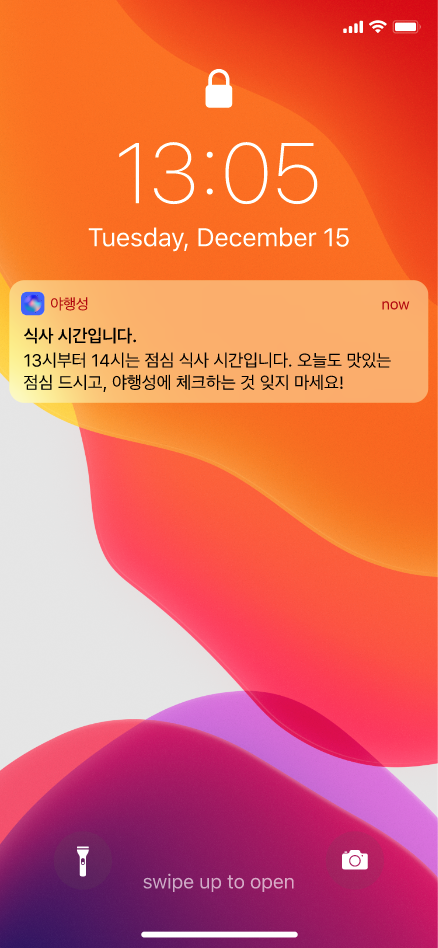 13:05
Tuesday, December 15
야행성 now
식사 시간입니다.
13시부터 14시는 점심 식사 시간입니다. 오늘도 맛있는
점심 드시고, 야행성에 체크하는 것 잊지 마세요!
swipe up to open